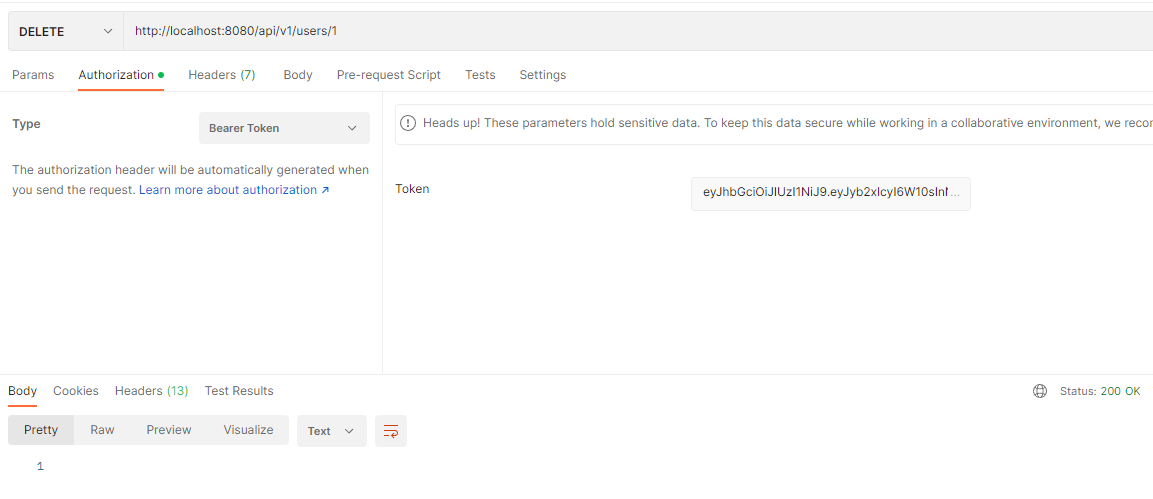 DELETE http://localhost:8080/api/v1/users/1
Params Authorization Headers (7) Body Pre-request Script Tests Settings
Type Bearer Token
The authorization header will be automatically generated when
you send the request. Learn more about authorization ↗
Heads up! These parameters hold sensitive data. To keep this data secure while working in a collaborative environment, we recor
Token eyJhbGciOiJIUzI1NiJ9.eyJyb2xlcyI6W10sInN...
Body Cookies Headers (13) Test Results Status: 200 OK
Pretty Raw Preview Visualize Text
1